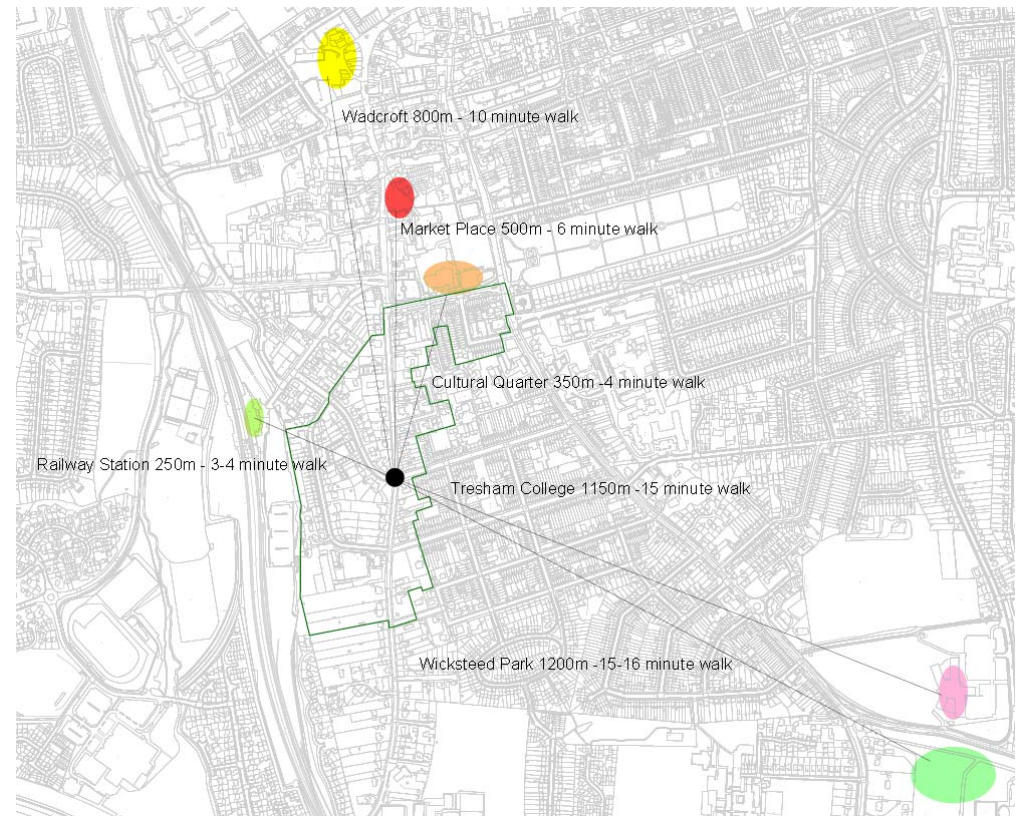 Wadcroft 800m - 10 minute walk
Market Place 500m - 6 minute walk
Cultural Quarter 350m -4 minute walk
Railway Station 250m - 3-4 minute walk
Tresham College 1150m -15 minute walk
Wicksteed Park 1200m -15-16 minute walk